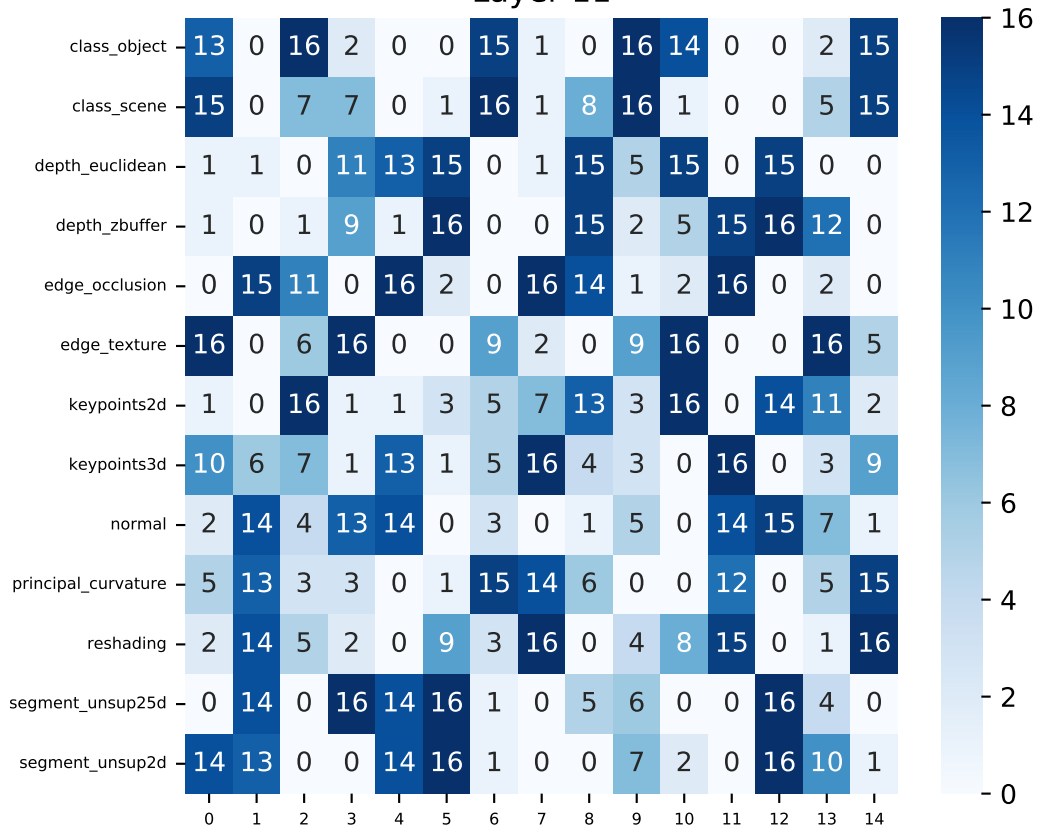 class_object 13 0 16 2 0 0 15 1 0 16 14 0 0 2 15
class_scene 15 0 7 7 0 1 16 1 8 16 1 0 0 5 15
depth_euclidean 1 1 0 11 13 15 0 1 15 5 15 0 15 0 0
depth_zbuffer 1 0 1 9 1 16 0 0 15 2 5 15 16 12 0
edge_occlusion 0 15 11 0 16 2 0 16 14 1 2 16 0 2 0
edge_texture 16 0 6 16 0 0 9 2 0 9 16 0 0 16 5
keypoints2d 1 0 16 1 1 3 5 7 13 3 16 0 14 11 2
keypoints3d 10 6 7 1 13 1 5 16 4 3 0 16 0 3 9
normal 2 14 4 13 14 0 3 0 1 5 0 14 15 7 1
principal_curvature 5 13 3 3 0 1 15 14 6 0 0 12 0 5 15
reshading 2 14 5 2 0 9 3 16 0 4 8 15 0 1 16
segment_unsup25d 0 14 0 16 14 16 1 0 5 6 0 0 16 4 0
segment_unsup2d 14 13 0 0 14 16 1 0 0 7 2 0 16 10 1
0 1 2 3 4 5 6 7 8 9 10 11 12 13 14
16
14
12
10
8
6
4
2
0